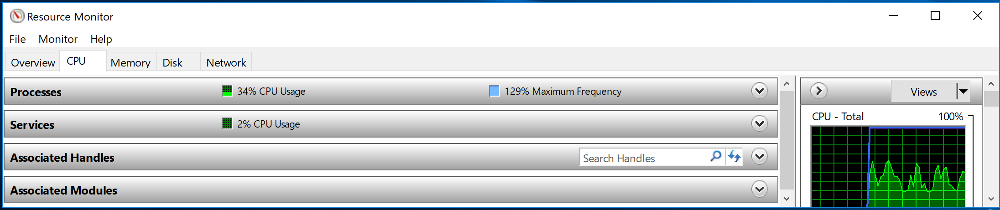 Resource Monitor
File Monitor Help
Overview CPU Memory Disk Network
Processes 34% CPU Usage 129% Maximum Frequency
Services 2% CPU Usage
Associated Handles Search Handles
Associated Modules
Views
CPU - Total 100%